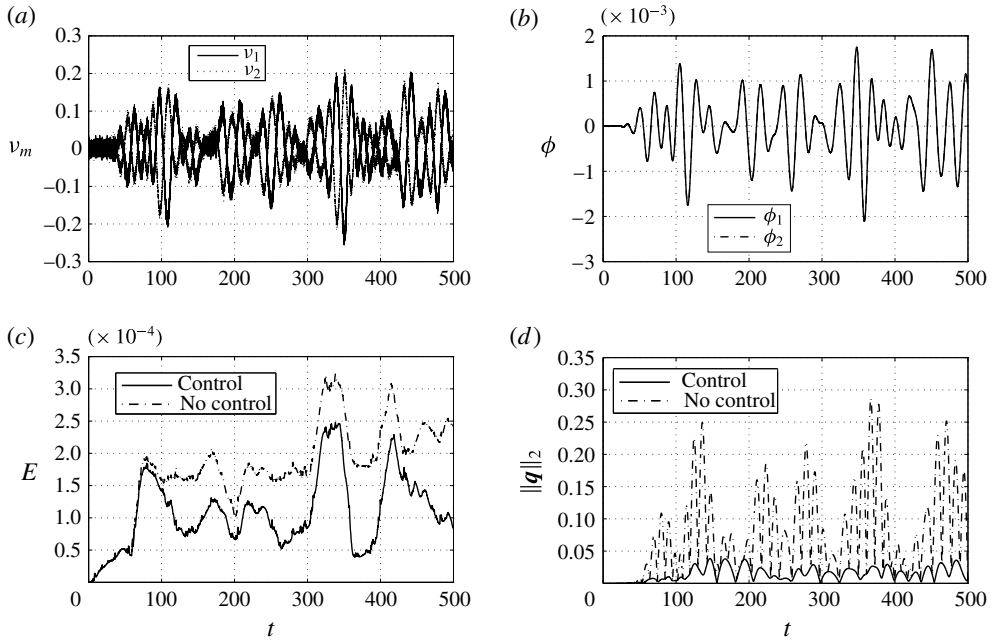 (a)
0.3
0.2
0.1
0
–0.1
–0.2
–0.3
ν_m
ν_1
ν_2
0 100 200 300 400 500
(b)
(× 10⁻³)
2
1
0
–1
–2
–3
ϕ
ϕ_1
ϕ_2
0 100 200 300 400 500
(c)
(× 10⁻⁴)
3.5
3.0
2.5
2.0
1.5
1.0
0.5
E
Control
No control
0 100 200 300 400 500
t
(d)
0.35
0.30
0.25
0.20
0.15
0.10
0.05
‖q‖_2
Control
No control
0 100 200 300 400 500
t